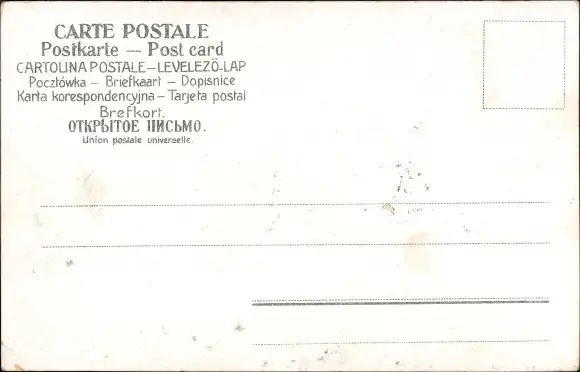 CARTE POSTALE
Postkarte — Post card
CARTOLINA POSTALE—LEVELEZÖ-LAP
Pocztówka — Briefkaart — Dopisnice
Karta korespondencyjna — Tarjeta postal
Brefkort.
ОТКРЫТОЕ ПИСЬМО.
Union postale universelle.